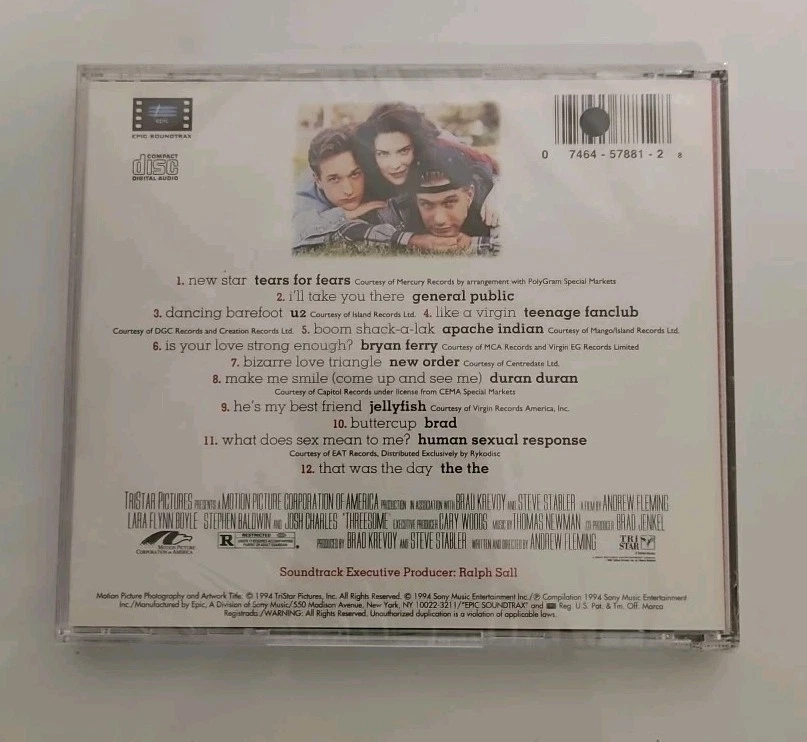 EPIC SOUNDTRAX
COMPACT
disc
DIGITAL AUDIO
0 7464-57881-2 8
1. new star tears for fears Courtesy of Mercury Records by arrangement with PolyGram Special Markets
2. i'll take you there general public
3. dancing barefoot u2 Courtesy of Island Records Ltd. 4. like a virgin teenage fanclub
Courtesy of DGC Records and Creation Records Ltd. 5. boom shack-a-lak apache indian Courtesy of Mango/Island Records Ltd.
6. is your love strong enough? bryan ferry Courtesy of MCA Records and Virgin EG Records Limited
7. bizarre love triangle new order Courtesy of Centredate Ltd.
8. make me smile (come up and see me) duran duran
Courtesy of Capitol Records under license from CEMA Special Markets
9. he's my best friend jellyfish Courtesy of Virgin Records America, Inc.
10. buttercup brad
11. what does sex mean to me? human sexual response
Courtesy of EAT Records, Distributed Exclusively by Rykodisc
12. that was the day the the
TRISTAR PICTURES PRESENTS A MOTION PICTURE CORPORATION OF AMERICA PRODUCTION IN ASSOCIATION WITH BRAD KREVOY AND STEVE STABLER A FILM BY ANDREW FLEMING
LARA FLYNN BOYLE STEPHEN BALDWIN AND JOSH CHARLES "THREESOME" EXECUTIVE PRODUCER CARY WOODS MUSIC BY THOMAS NEWMAN CO-PRODUCER BRAD JENKEL
MOTION PICTURE CORPORATION OF AMERICA
R RESTRICTED
PRODUCED BY BRAD KREVOY AND STEVE STABLER WRITTEN AND DIRECTED BY ANDREW FLEMING
TRISTAR
Soundtrack Executive Producer: Ralph Sall
Motion Picture Photography and Artwork Title. © 1994 TriStar Pictures, Inc. All Rights Reserved. © 1994 Sony Music Entertainment Inc./℗ Compilation 1994 Sony Music Entertainment
Inc./Manufactured by Epic, A Division of Sony Music/550 Madison Avenue, New York, NY 10022-3211/"EPIC SOUNDTRAX" and Reg. U.S. Pat. & Tm. Off. Marca
Registrada./WARNING: All Rights Reserved. Unauthorized duplication is a violation of applicable laws.